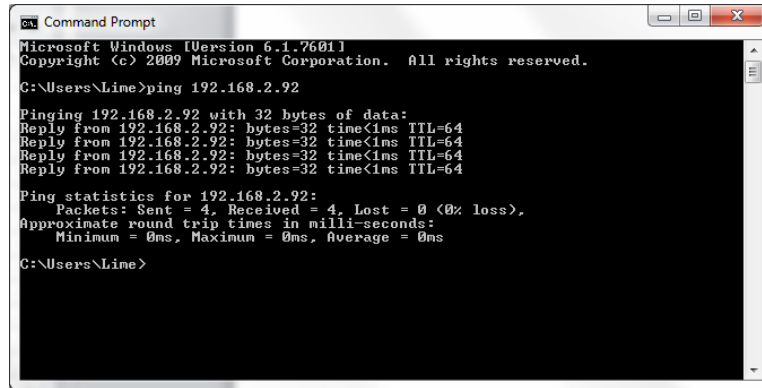 Command Prompt
Microsoft Windows [Version 6.1.7601]
Copyright (c) 2009 Microsoft Corporation.  All rights reserved.
C:\Users\Lime>ping 192.168.2.92
Pinging 192.168.2.92 with 32 bytes of data:
Reply from 192.168.2.92: bytes=32 time<1ms TTL=64
Reply from 192.168.2.92: bytes=32 time<1ms TTL=64
Reply from 192.168.2.92: bytes=32 time<1ms TTL=64
Reply from 192.168.2.92: bytes=32 time<1ms TTL=64
Ping statistics for 192.168.2.92:
    Packets: Sent = 4, Received = 4, Lost = 0 (0% loss),
Approximate round trip times in milli-seconds:
    Minimum = 0ms, Maximum = 0ms, Average = 0ms
C:\Users\Lime>